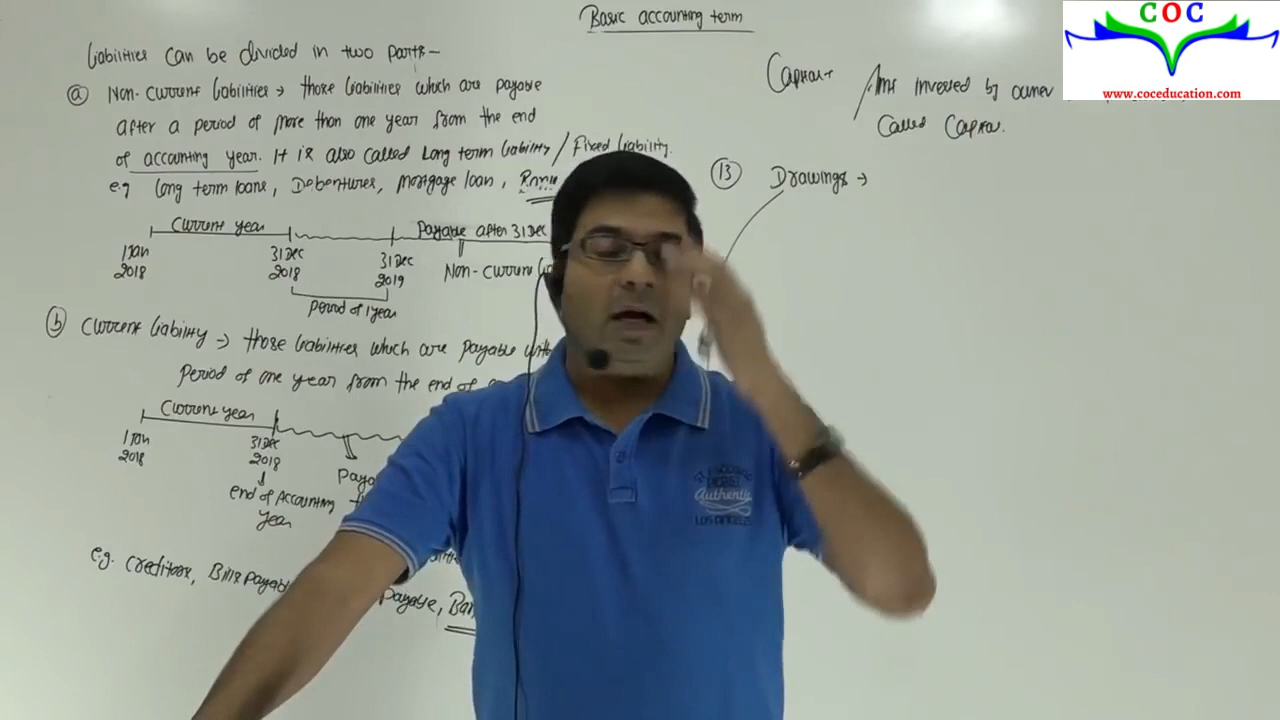 Basic accounting term
COC
www.coceducation.com
Liabilities can be divided in two parts –
ⓐ Non-current liabilities → those liabilities which are payable
after a period of more than one year from the end
of accounting year. It is also called Long term liability / Fixed liability.
e.g Long term loans, Debentures, Mortgage loan,
Current year
Payable after 31 Dec
1 Jan
2018
31 Dec
2018
31 Dec
2019
Non-current
Period of 1 year
ⓑ Current liability → those liabilities which are payable
period of one year from the end of
Current year
1 Jan
2018
31 Dec
2018
end of Accounting
year
e.g. creditors, Bills payable
payable,
Capital
Amt invested by owner
Called Capital.
⑬ Drawings →
Authentic
LOS ANGELES